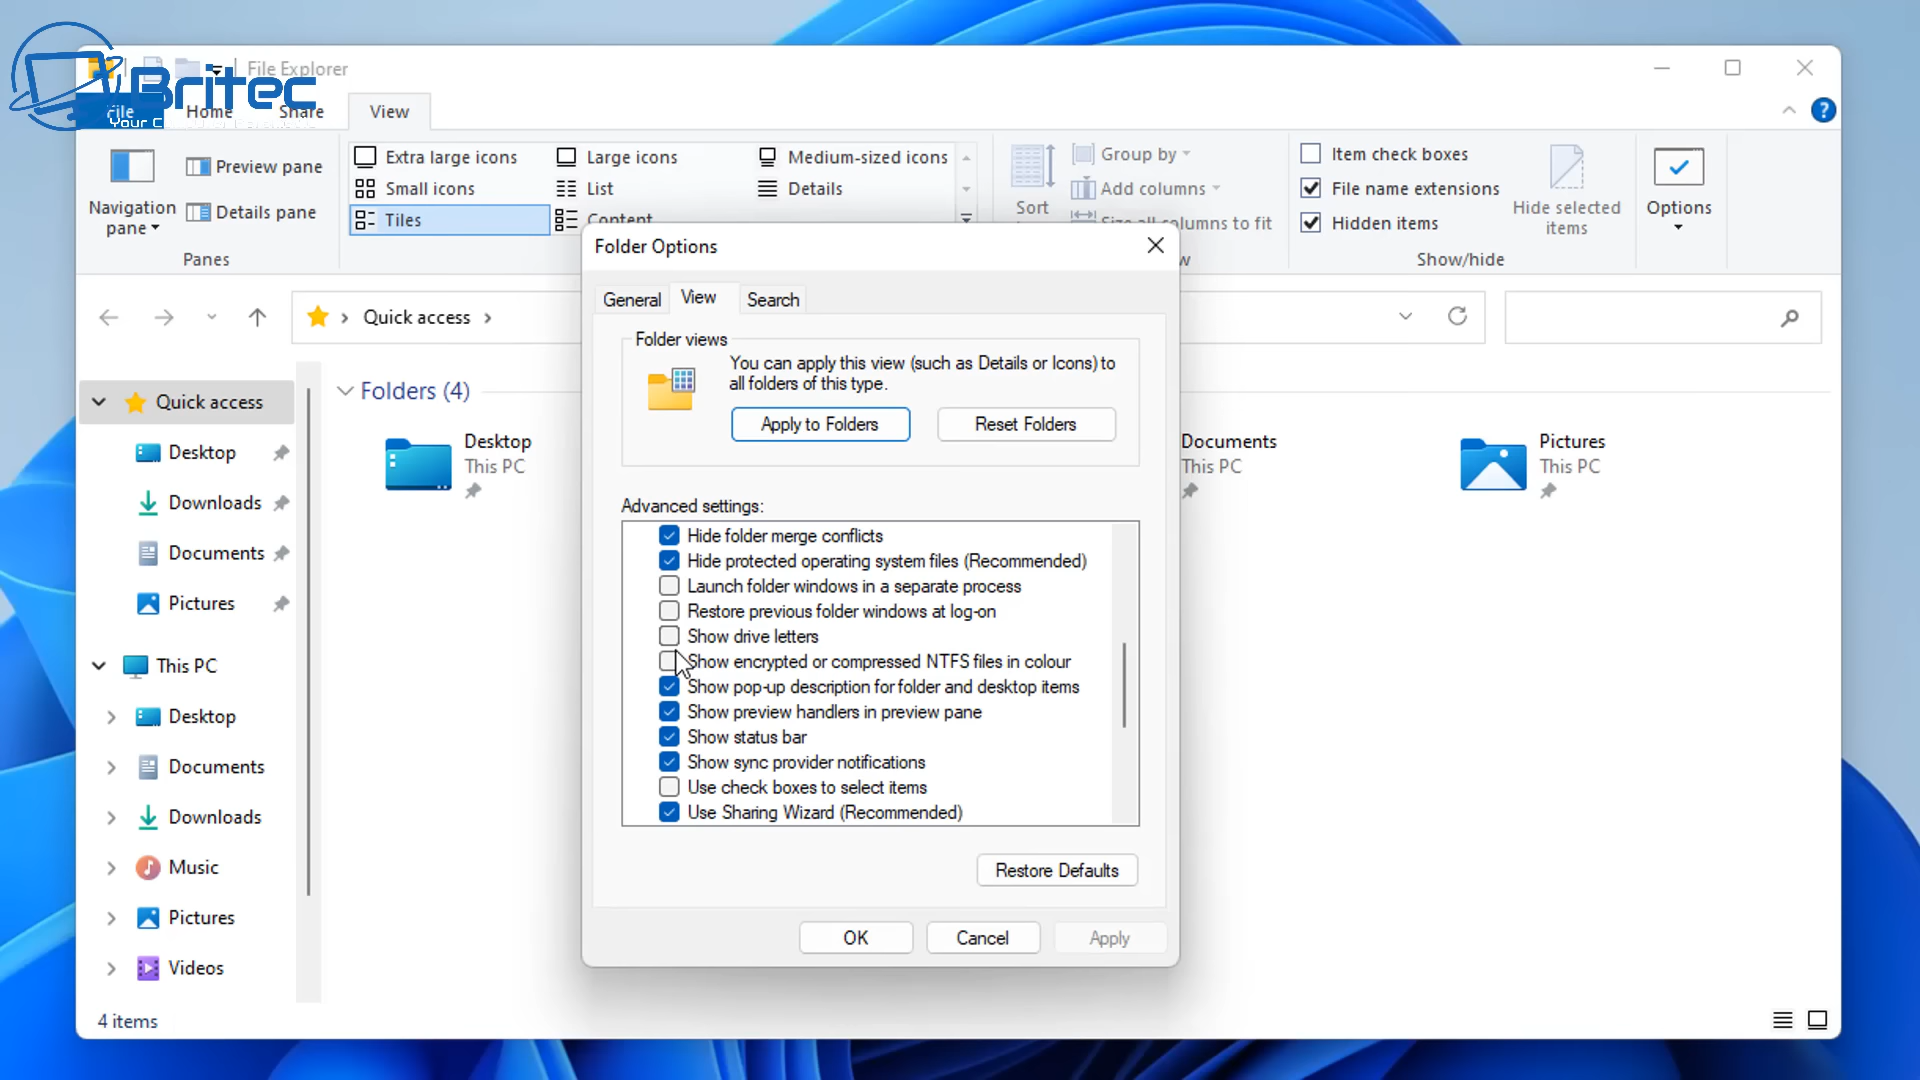 File Explorer
Britec
Your C
File Home Share View
Navigation pane
Preview pane
Details pane
Panes
Extra large icons Large icons Medium-sized icons
Small icons List Details
Tiles Content
Sort
Group by
Add columns
Size all columns to fit
w
Item check boxes
File name extensions
Hidden items
Hide selected items
Show/hide
Options
Quick access
Quick access
Desktop
Downloads
Documents
Pictures
This PC
Desktop
Documents
Downloads
Music
Pictures
Videos
4 items
Folders (4)
Desktop
This PC
Documents
This PC
Pictures
This PC
Folder Options
General View Search
Folder views
You can apply this view (such as Details or Icons) to
all folders of this type.
Apply to Folders Reset Folders
Advanced settings:
Hide folder merge conflicts
Hide protected operating system files (Recommended)
Launch folder windows in a separate process
Restore previous folder windows at log-on
Show drive letters
Show encrypted or compressed NTFS files in colour
Show pop-up description for folder and desktop items
Show preview handlers in preview pane
Show status bar
Show sync provider notifications
Use check boxes to select items
Use Sharing Wizard (Recommended)
Restore Defaults
OK Cancel Apply